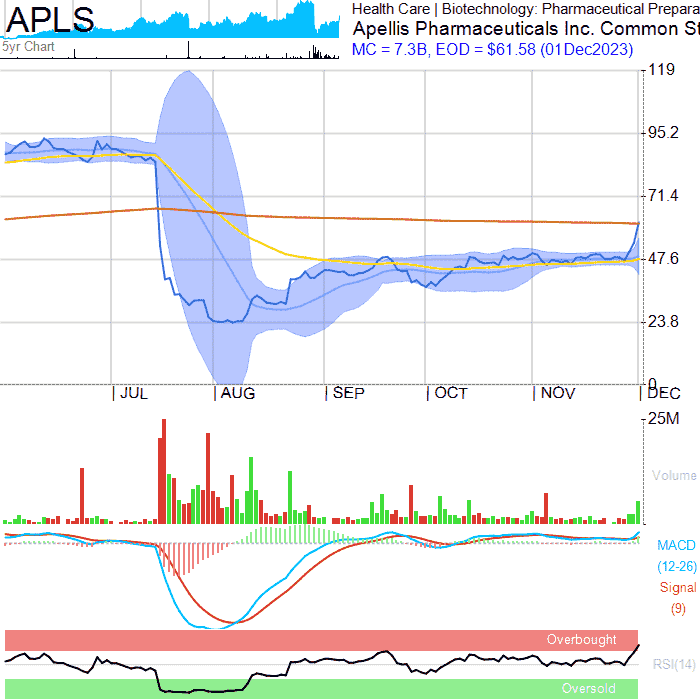 APLS
5yr Chart
Health Care | Biotechnology: Pharmaceutical Prepara
Apellis Pharmaceuticals Inc. Common St
MC = 7.3B, EOD = $61.58 (01Dec2023)
119
95.2
71.4
47.6
23.8
0
JUL AUG SEP OCT NOV DEC
25M
Volume
MACD
(12-26)
Signal
(9)
Overbought
RSI(14)
Oversold